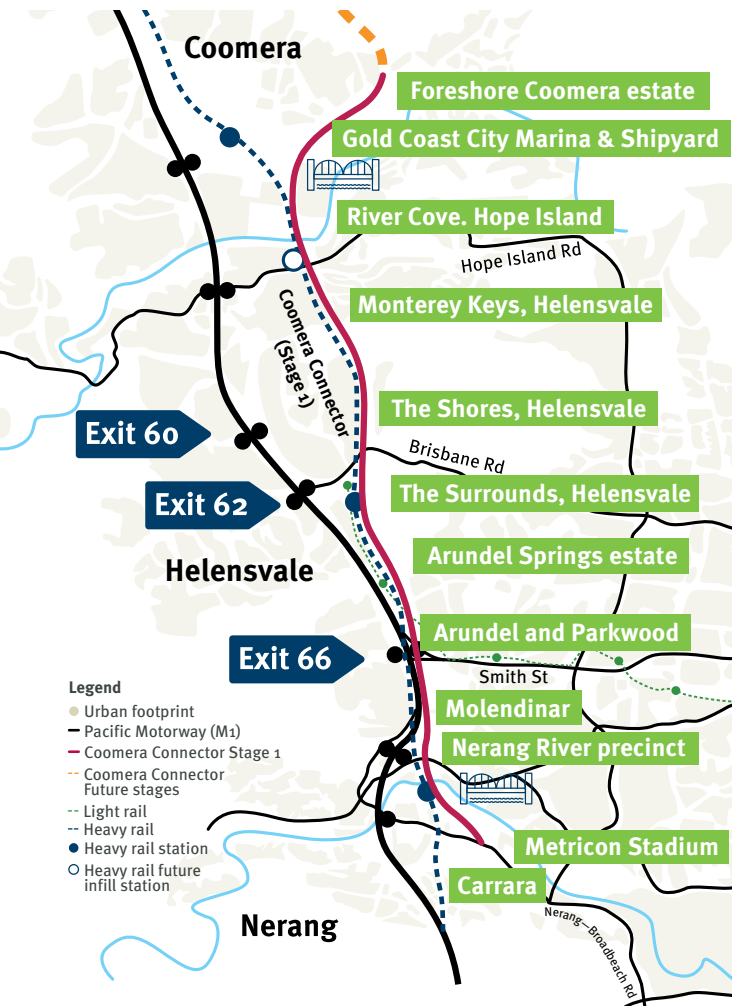 Coomera
Foreshore Coomera estate
Gold Coast City Marina & Shipyard
River Cove. Hope Island
Hope Island Rd
Monterey Keys, Helensvale
Coomera Connector
(Stage 1)
The Shores, Helensvale
Exit 60
Brisbane Rd
The Surrounds, Helensvale
Exit 62
Arundel Springs estate
Helensvale
Arundel and Parkwood
Exit 66
Smith St
Molendinar
Nerang River precinct
Metricon Stadium
Carrara
Nerang
Nerang—Broadbeach Rd
Legend
Urban footprint
Pacific Motorway (M1)
Coomera Connector Stage 1
Coomera Connector
Future stages
Light rail
Heavy rail
Heavy rail station
Heavy rail future
infill station